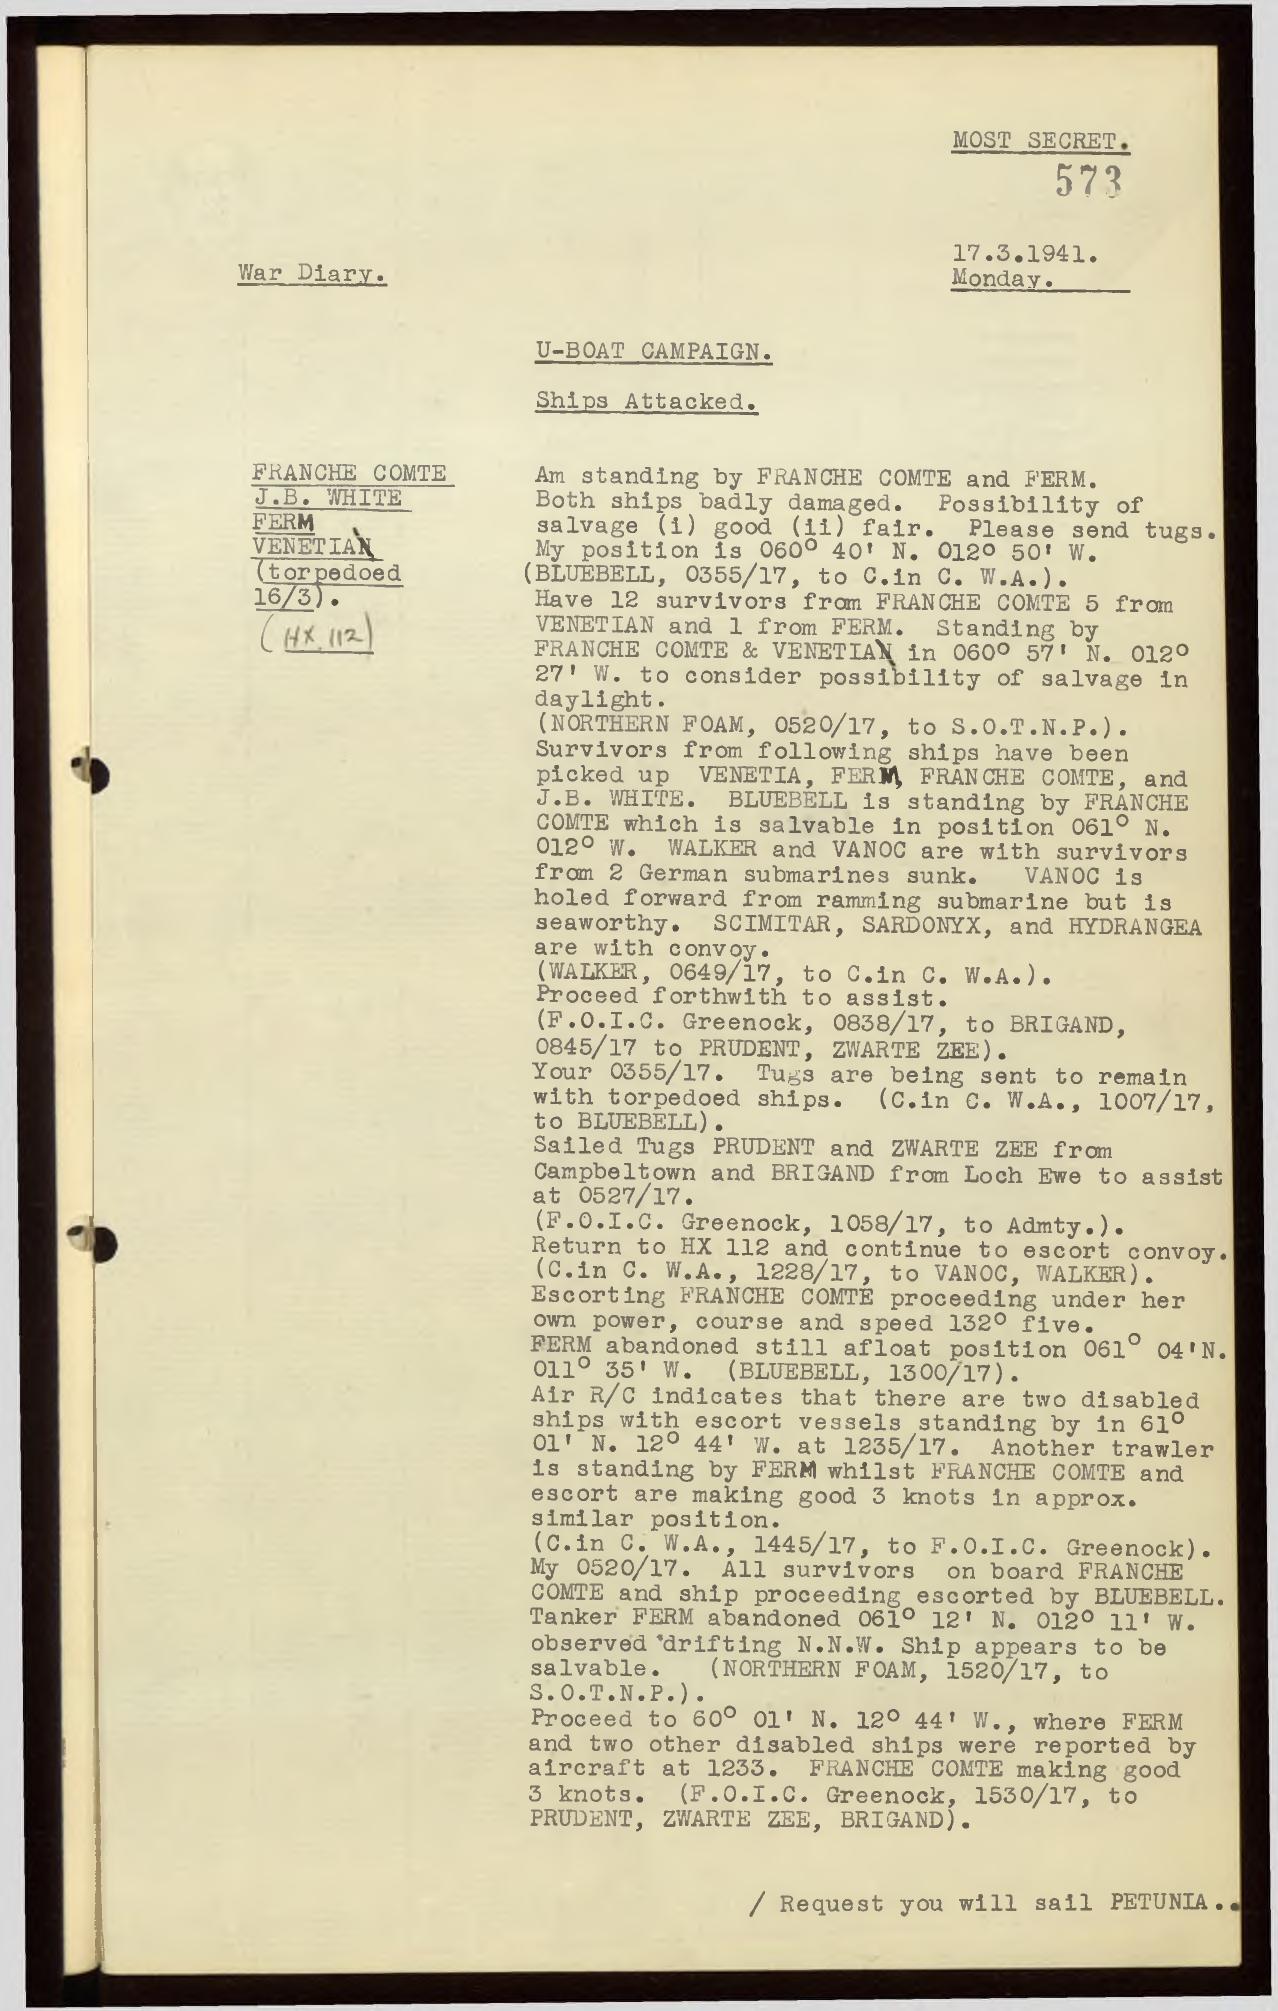 MOST SECRET.
573
17.3.1941.
Monday.
War Diary.
U-BOAT CAMPAIGN.
Ships Attacked.
FRANCHE COMTE
J.B. WHITE
FERM
VENETIA
(torpedoed
16/3).
(HX 112)
Am standing by FRANCHE COMTE and FERM.
Both ships badly damaged. Possibility of
salvage (i) good (ii) fair. Please send tugs.
My position is 060° 40' N. 012° 50' W.
(BLUEBELL, 0355/17, to C.in C. W.A.).
Have 12 survivors from FRANCHE COMTE 5 from
VENETIAN and 1 from FERM. Standing by
FRANCHE COMTE & VENETIA in 060° 57' N. 012°
27' W. to consider possibility of salvage in
daylight.
(NORTHERN FOAM, 0520/17, to S.O.T.N.P.).
Survivors from following ships have been
picked up VENETIA, FERM, FRANCHE COMTE, and
J.B. WHITE. BLUEBELL is standing by FRANCHE
COMTE which is salvable in position 061° N.
012° W. WALKER and VANOC are with survivors
from 2 German submarines sunk. VANOC is
holed forward from ramming submarine but is
seaworthy. SCIMITAR, SARDONYX, and HYDRANGEA
are with convoy.
(WALKER, 0649/17, to C.in C. W.A.).
Proceed forthwith to assist.
(F.O.I.C. Greenock, 0838/17, to BRIGAND,
0845/17 to PRUDENT, ZWARTE ZEE).
Your 0355/17. Tugs are being sent to remain
with torpedoed ships. (C.in C. W.A., 1007/17,
to BLUEBELL).
Sailed Tugs PRUDENT and ZWARTE ZEE from
Campbeltown and BRIGAND from Loch Ewe to assist
at 0527/17.
(F.O.I.C. Greenock, 1058/17, to Admty.).
Return to HX 112 and continue to escort convoy.
(C.in C. W.A., 1228/17, to VANOC, WALKER).
Escorting FRANCHE COMTE proceeding under her
own power, course and speed 132° five.
FERM abandoned still afloat position 061° 04'N.
011° 35' W. (BLUEBELL, 1300/17).
Air R/C indicates that there are two disabled
ships with escort vessels standing by in 61°
01' N. 12° 44' W. at 1235/17. Another trawler
is standing by FERM whilst FRANCHE COMTE and
escort are making good 3 knots in approx.
similar position.
(C.in C. W.A., 1445/17, to F.O.I.C. Greenock).
My 0520/17. All survivors on board FRANCHE
COMTE and ship proceeding escorted by BLUEBELL.
Tanker FERM abandoned 061° 12' N. 012° 11' W.
observed drifting N.N.W. Ship appears to be
salvable. (NORTHERN FOAM, 1520/17, to
S.O.T.N.P.).
Proceed to 60° 01' N. 12° 44' W., where FERM
and two other disabled ships were reported by
aircraft at 1233. FRANCHE COMTE making good
3 knots. (F.O.I.C. Greenock, 1530/17, to
PRUDENT, ZWARTE ZEE, BRIGAND).
/ Request you will sail PETUNIA..